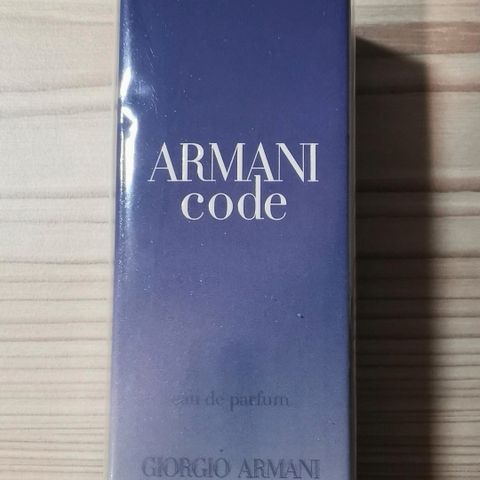 ARMANI
code
eau de parfum
GIORGIO ARMANI